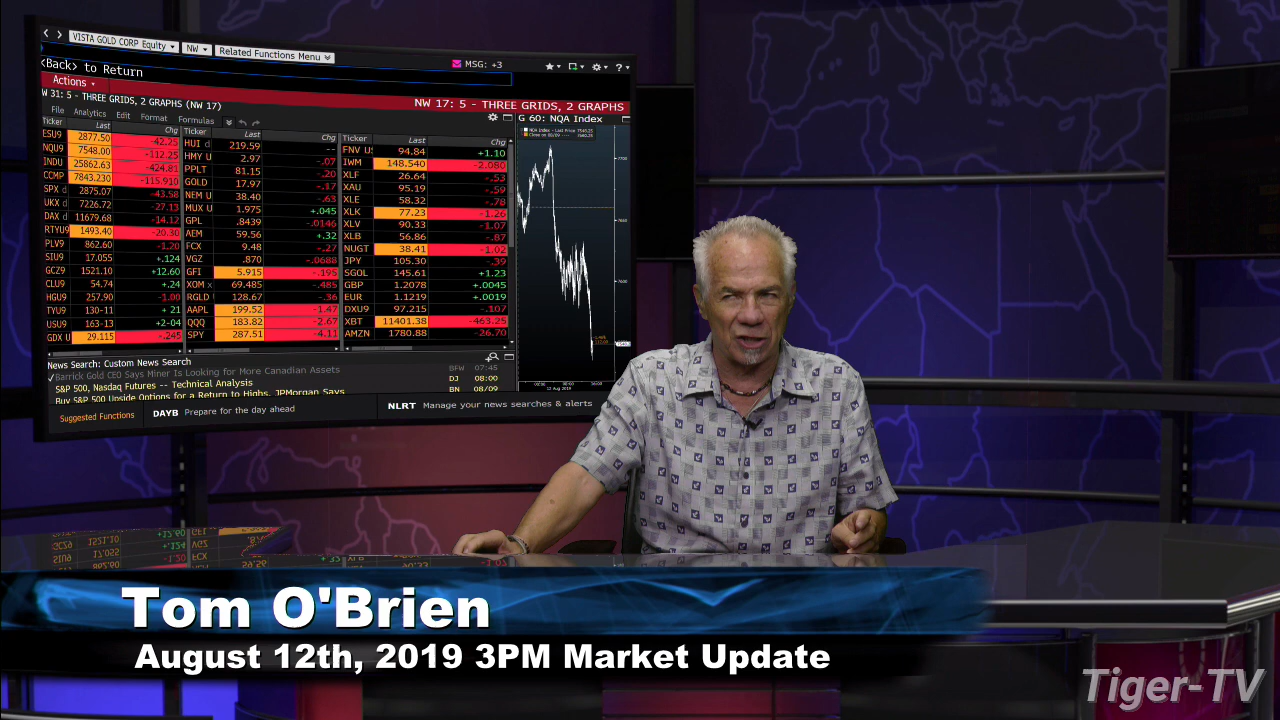 VISTA GOLD CORP Equity NW Related Functions Menu
MSG: +3
<Back> to Return
Actions
W 31: 5 - THREE GRIDS, 2 GRAPHS (NW 17) NW 17: 5 - THREE GRIDS, 2 GRAPHS
File Analytics Edit Format Formulas G 60: NQA Index
Ticker Last Chg
ESU9 2877.50 -42.25
NQU9 7548.00 -112.25
INDU 25862.63 -424.81
CCMP 7843.230 -115.910
SPX d 2875.07 -43.58
UKX d 7226.72 -27.13
DAX d 11679.68 -14.12
RTYU9 1493.40 -20.30
PLV9 862.60 -1.20
SIU9 17.055 +.124
GCZ9 1521.10 +12.60
CLU9 54.74 +.24
HGU9 257.90 -1.00
TYU9 130-11 + 21
USU9 163-13 +2-04
GDX U 29.115 -.245
Ticker Last Chg
HUI d 219.59 --
HMY U 2.97 -.07
PPLT 81.15 -.20
GOLD 17.97 -.17
NEM U 38.40 -.63
MUX U 1.975 +.045
GPL .8439 -.0146
AEM 59.56 +.32
FCX 9.48 -.27
VGZ .870 -.0688
GFI 5.915 -.195
XOM x 69.485 -.485
RGLD 128.67 -.36
AAPL 199.52 -1.47
QQQ 183.82 -2.67
SPY 287.51 -4.11
Ticker Last Chg
FNV US 94.84 +1.10
IWM 148.540 -2.080
XLF 26.64 -.53
XAU 95.19 -.59
XLE 58.32 -.78
XLK 77.23 -1.26
XLV 90.33 -1.07
XLB 56.86 -.87
NUGT 38.41 -1.02
JPY 105.30 -.39
SGOL 145.61 +1.23
GBP 1.2078 +.0045
EUR 1.1219 +.0019
DXU9 97.215 -.107
XBT 11401.38 -463.25
AMZN 1780.88 -26.70
News Search: Custom News Search
Barrick Gold CEO Says Miner Is Looking for More Canadian Assets BFW 07:45
S&P 500, Nasdaq Futures -- Technical Analysis DJ 08:00
Buy S&P 500 Upside Options for a Return to Highs, JPMorgan Says BN 08/09
Suggested Functions DAYB Prepare for the day ahead NLRT Manage your news searches & alerts
Tom O'Brien
August 12th, 2019 3PM Market Update
Tiger-TV